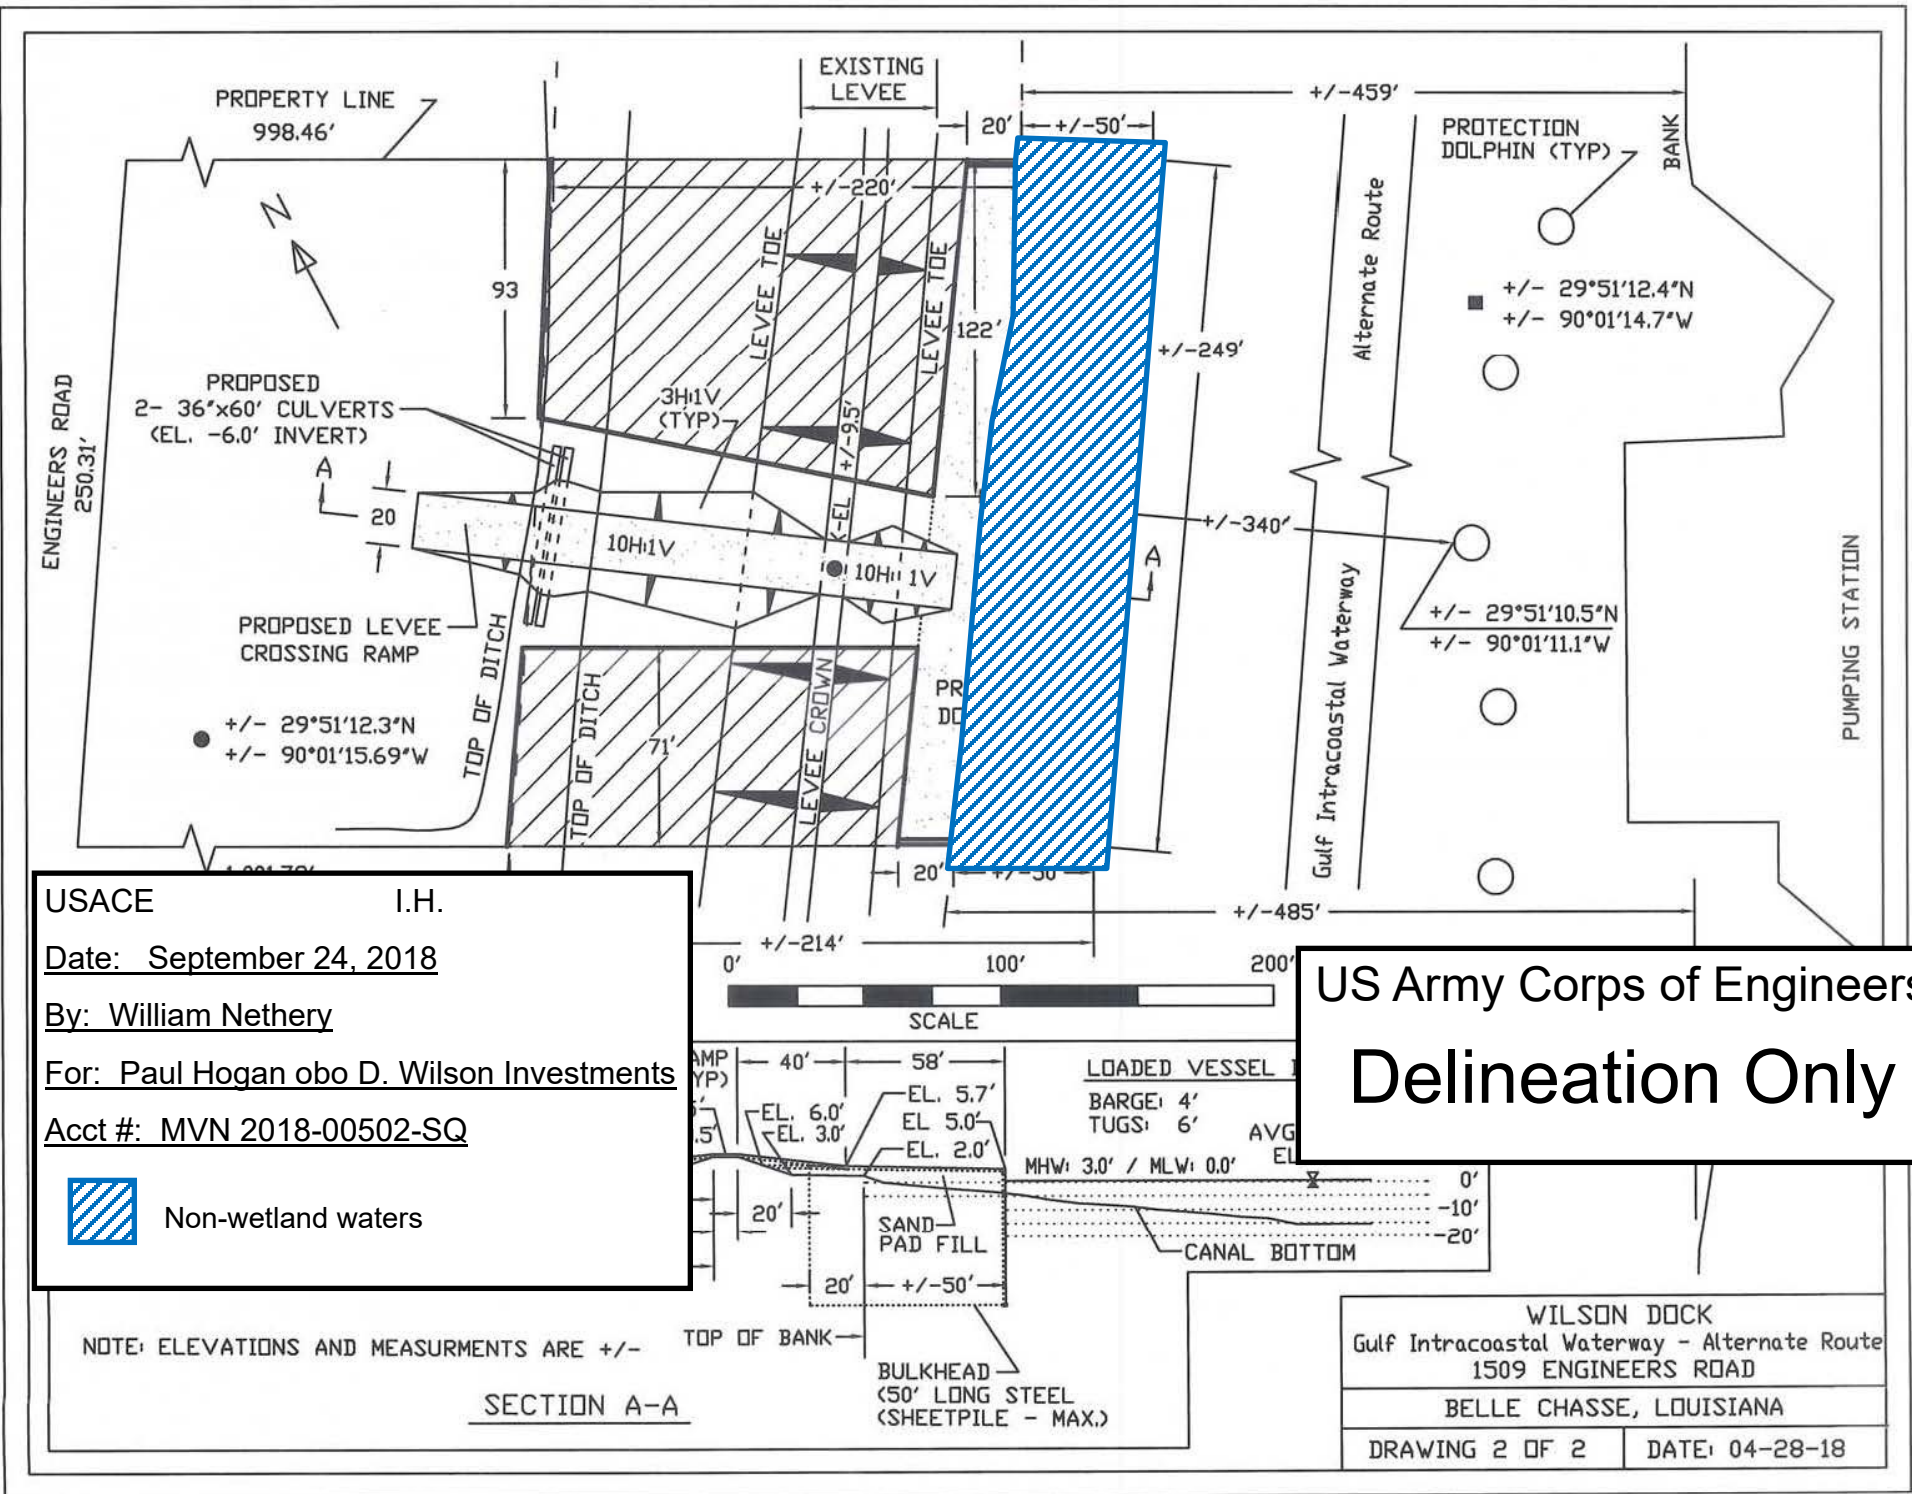 PROPERTY LINE
998.46'
EXISTING
LEVEE
20'
+/-50'
+/-459'
PROTECTION
DOLPHIN (TYP)
BANK
N
+/-220'
93
LEVEE TOE
LEVEE TOE
122'
+/-249'
Alternate Route
+/- 29°51'12.4"N
+/- 90°01'14.7"W
ENGINEERS ROAD
250.31'
PROPOSED
2- 36"x60' CULVERTS
(EL. -6.0' INVERT)
3H:1V
(TYP)
EL +/-9.5'
A
20
10H:1V
10H: 1V
A
+/-340'
PROPOSED LEVEE
CROSSING RAMP
+/- 29°51'10.5"N
+/- 90°01'11.1"W
PUMPING STATION
Gulf Intracoastal Waterway
TOP OF DITCH
TOP OF DITCH
LEVEE CROWN
71'
+/- 29°51'12.3"N
+/- 90°01'15.69"W
20'
+/-50'
+/-485'
+/-214'
0'
100'
200'
SCALE
USACE I.H.
Date: September 24, 2018
By: William Nethery
For: Paul Hogan obo D. Wilson Investments
Acct #: MVN 2018-00502-SQ
Non-wetland waters
US Army Corps of Engineers
Delineation Only
40'
58'
EL. 6.0'
EL. 3.0'
EL. 5.7'
EL 5.0'
EL. 2.0'
LOADED VESSEL
BARGE: 4'
TUGS: 6'
AVG
MHW: 3.0' / MLW: 0.0'
0'
-10'
-20'
20'
SAND
PAD FILL
CANAL BOTTOM
20'
+/-50'
TOP OF BANK
BULKHEAD
(50' LONG STEEL
(SHEETPILE - MAX.)
NOTE: ELEVATIONS AND MEASURMENTS ARE +/-
SECTION A-A
WILSON DOCK
Gulf Intracoastal Waterway - Alternate Route
1509 ENGINEERS ROAD
BELLE CHASSE, LOUISIANA
DRAWING 2 OF 2
DATE: 04-28-18